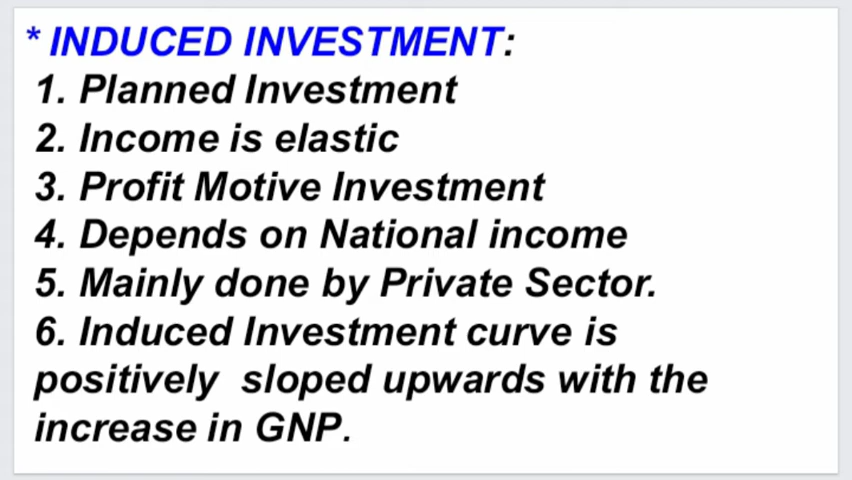 * INDUCED INVESTMENT:
1. Planned Investment
2. Income is elastic
3. Profit Motive Investment
4. Depends on National income
5. Mainly done by Private Sector.
6. Induced Investment curve is
positively sloped upwards with the
increase in GNP.